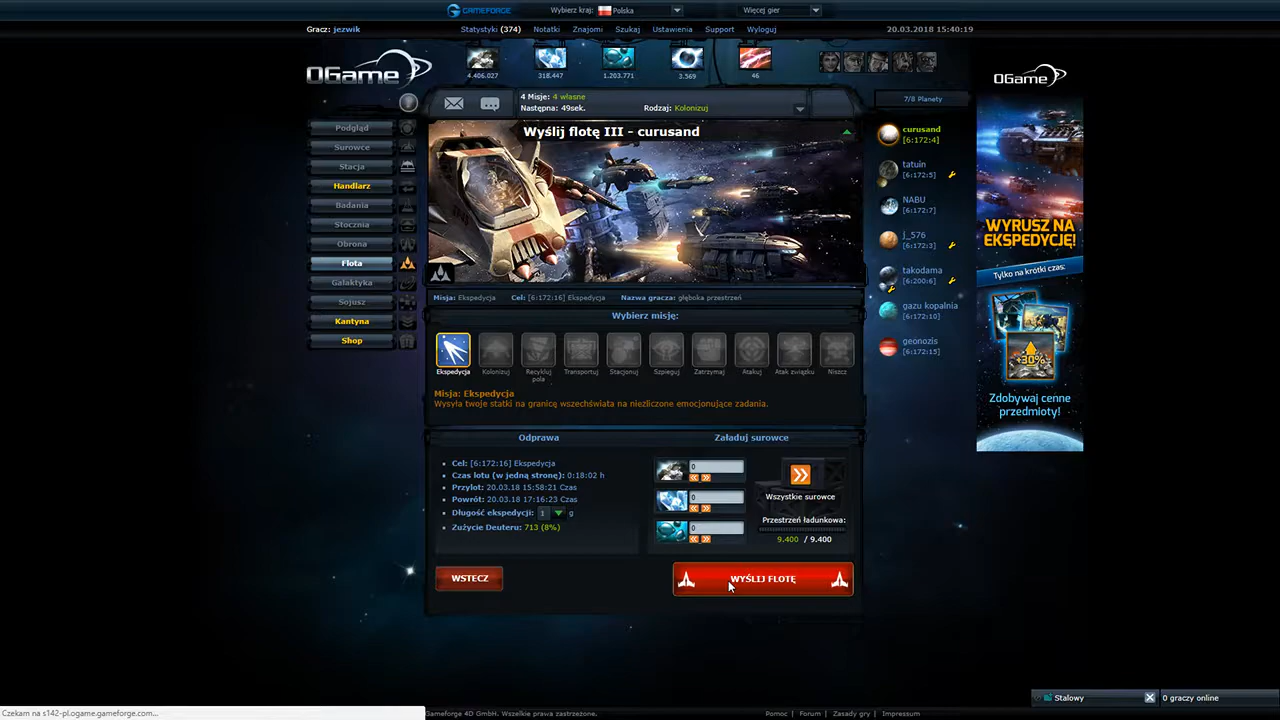 GAMEFORGE
Wybierz kraj: Polska
Więcej gier
Gracz: jezwik
Statystyki (374) Notatki Znajomi Szukaj Ustawienia Support Wyloguj
20.03.2018 15:40:19
OGame
4.406.027 318.447 1.203.771 3.369 46
4 Misje: 4 własne
Następna: 49sek.
Rodzaj: Kolonizuj
7/8 Planety
Podgląd
Surowce
Stacja
Handlarz
Badania
Stocznia
Obrona
Flota
Galaktyka
Sojusz
Kantyna
Shop
Wyślij flotę III - curusand
Misja: Ekspedycja Cel: [6:172:16] Ekspedycja Nazwa gracza: głęboka przestrzeń
Wybierz misję:
Ekspedycja
Kolonizuj
Recykluj pola
Transportuj
Stacjonuj
Szpieguj
Zatrzymaj
Atakuj
Atak związku
Niszcz
Misja: Ekspedycja
Wysyła twoje statki na granicę wszechświata na niezliczone emocjonujące zadania.
Odprawa
Cel: [6:172:16] Ekspedycja
Czas lotu (w jedną stronę): 0:18:02 h
Przylot: 20.03.18 15:58:21 Czas
Powrót: 20.03.18 17:16:23 Czas
Długość ekspedycji: 1 g
Zużycie Deuteru: 713 (8%)
Załaduj surowce
0
0
0
Wszystkie surowce
Przestrzeń ładunkowa:
9.400 / 9.400
WSTECZ
WYŚLIJ FLOTĘ
curusand
[6:172:4]
tatuin
[6:172:5]
NABU
[6:172:7]
j_576
[6:172:3]
takodama
[6:200:6]
gazu kopalnia
[6:172:10]
geonozis
[6:172:15]
OGame
WYRUSZ NA
EKSPEDYCJĘ!
Tylko na krótki czas:
+30%
Zdobywaj cenne
przedmioty!
Stalowy
0 graczy online
Czekam na s142-pl.ogame.gameforge.com...
Gameforge 4D GmbH. Wszelkie prawa zastrzeżone.
Pomoc | Forum | Zasady gry | Impressum